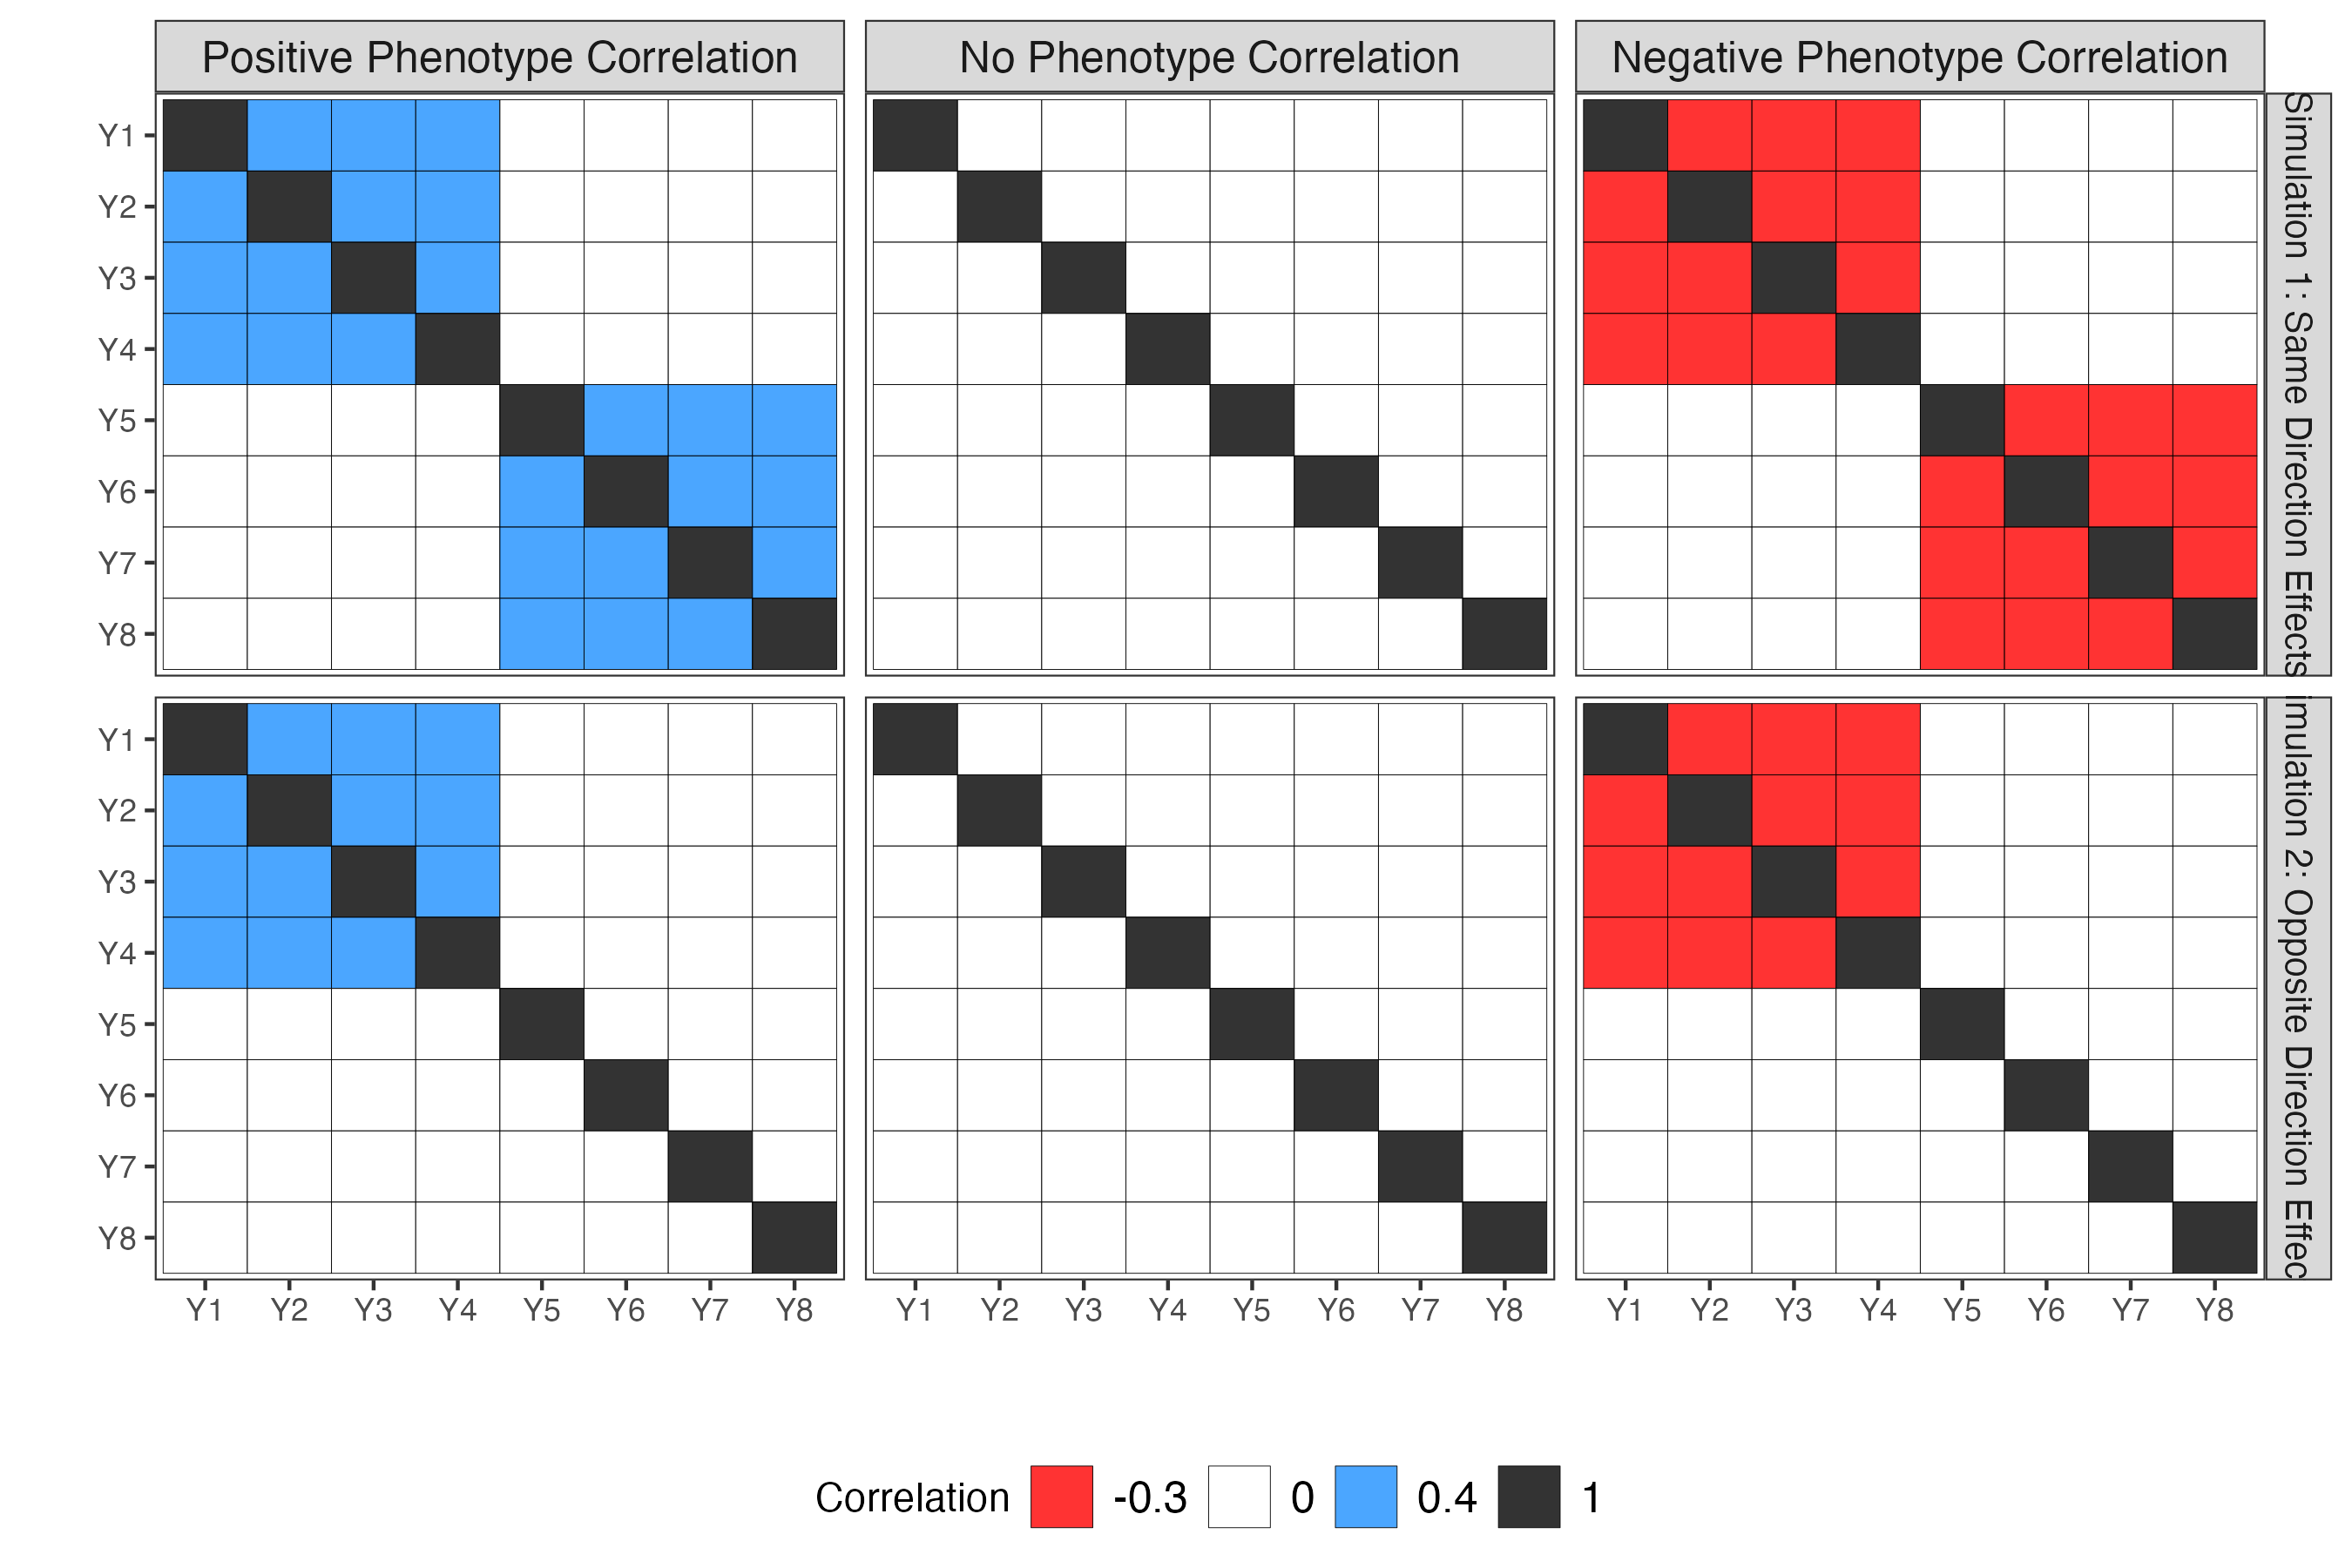 Positive Phenotype Correlation
No Phenotype Correlation
Negative Phenotype Correlation
Y1
Y2
Y3
Y4
Y5
Y6
Y7
Y8
Simulation 1: Same Direction Effects
Y1
Y2
Y3
Y4
Y5
Y6
Y7
Y8
imulation 2: Opposite Direction Effec
Y1 Y2 Y3 Y4 Y5 Y6 Y7 Y8
Y1 Y2 Y3 Y4 Y5 Y6 Y7 Y8
Y1 Y2 Y3 Y4 Y5 Y6 Y7 Y8
Correlation -0.3 0 0.4 1